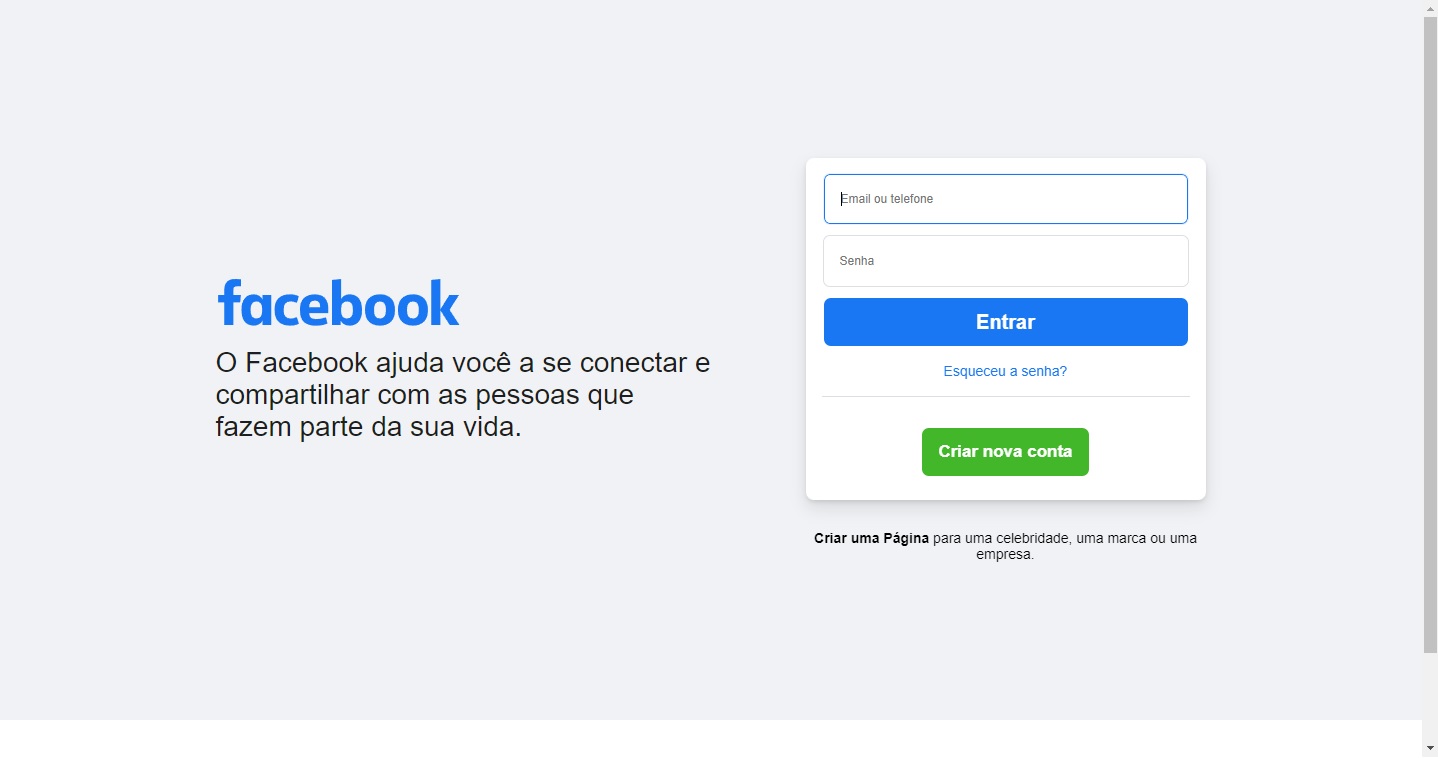 facebook
O Facebook ajuda você a se conectar e
compartilhar com as pessoas que
fazem parte da sua vida.
Email ou telefone
Senha
Entrar
Esqueceu a senha?
Criar nova conta
Criar uma Página para uma celebridade, uma marca ou uma
empresa.